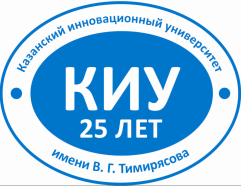 Казанский инновационный университет
КИУ
25 ЛЕТ
имени В. Г. Тимирясова